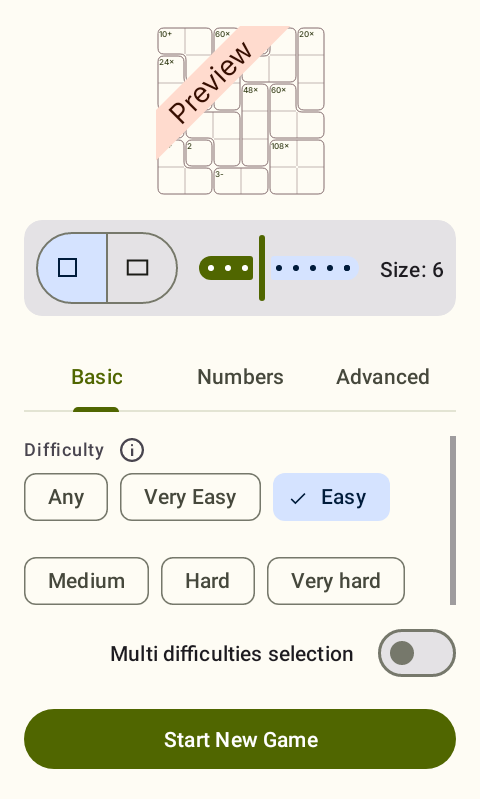 10+ 60× 20×
24×
Preview
48× 60×
2 108×
3-
Size: 6
Basic Numbers Advanced
Difficulty
Any Very Easy Easy
Medium Hard Very hard
Multi difficulties selection
Start New Game